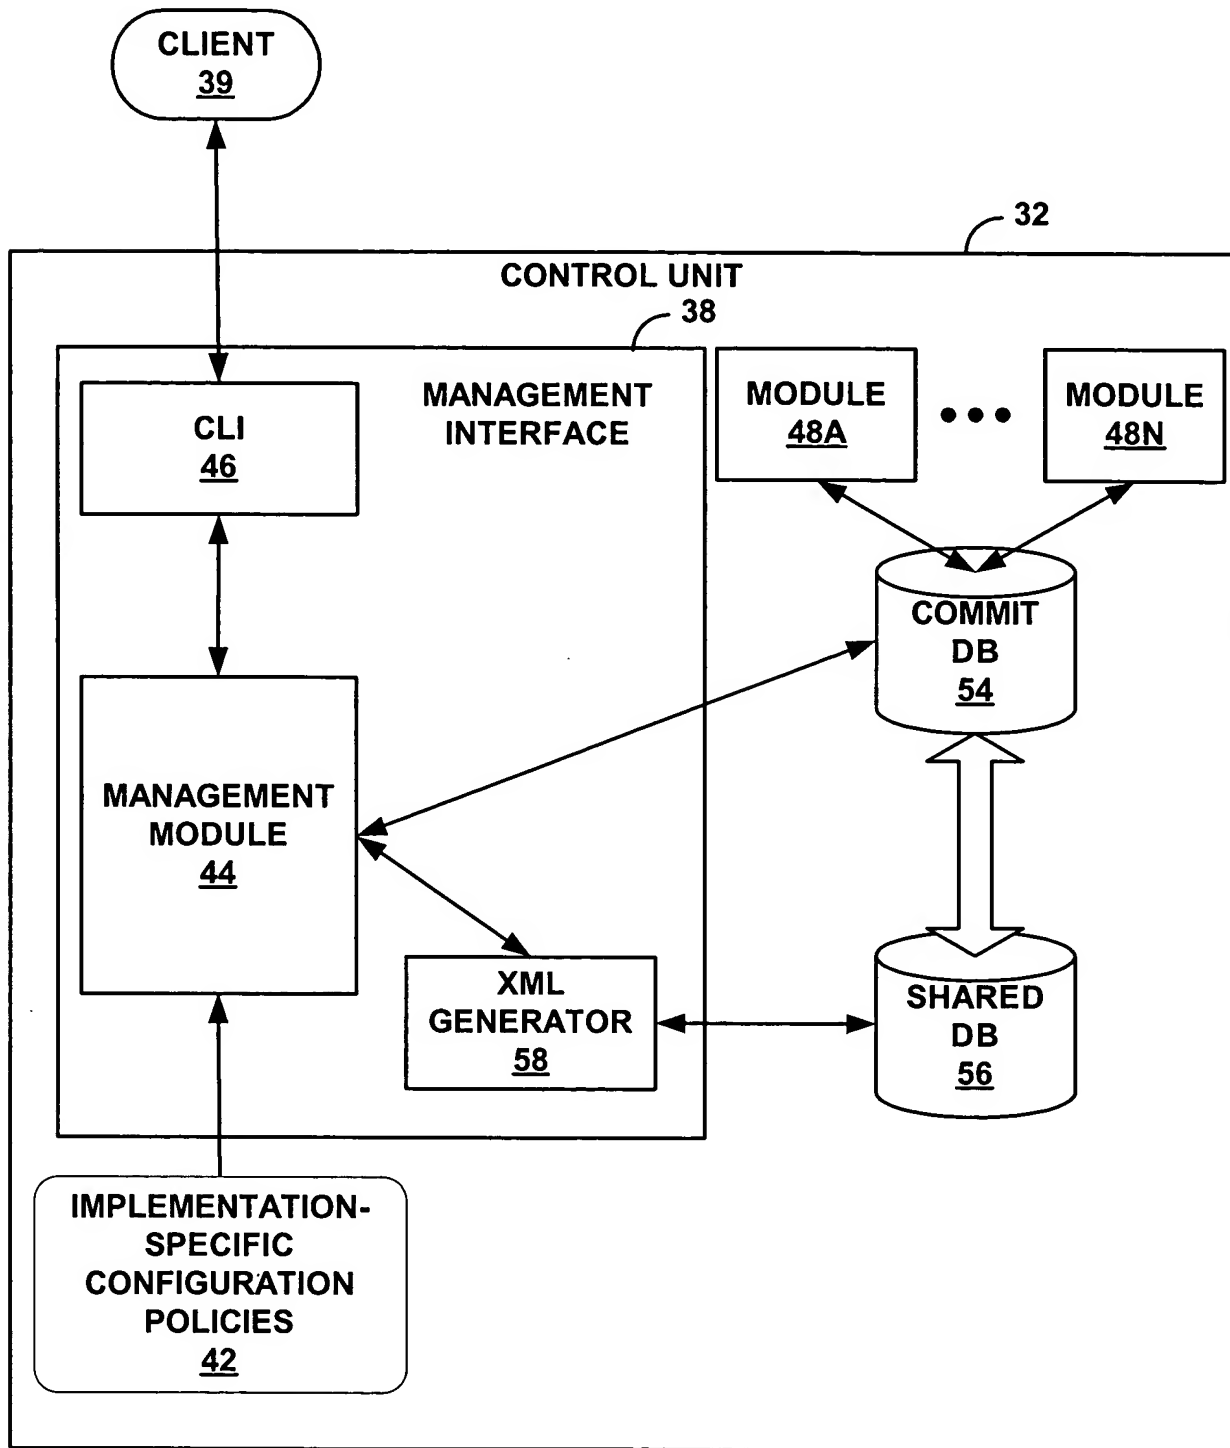 CLIENT
39
32
CONTROL UNIT
38
MANAGEMENT
INTERFACE
CLI
46
MODULE
48A
MODULE
48N
COMMIT
DB
54
MANAGEMENT
MODULE
44
XML
GENERATOR
58
SHARED
DB
56
IMPLEMENTATION-
SPECIFIC
CONFIGURATION
POLICIES
42